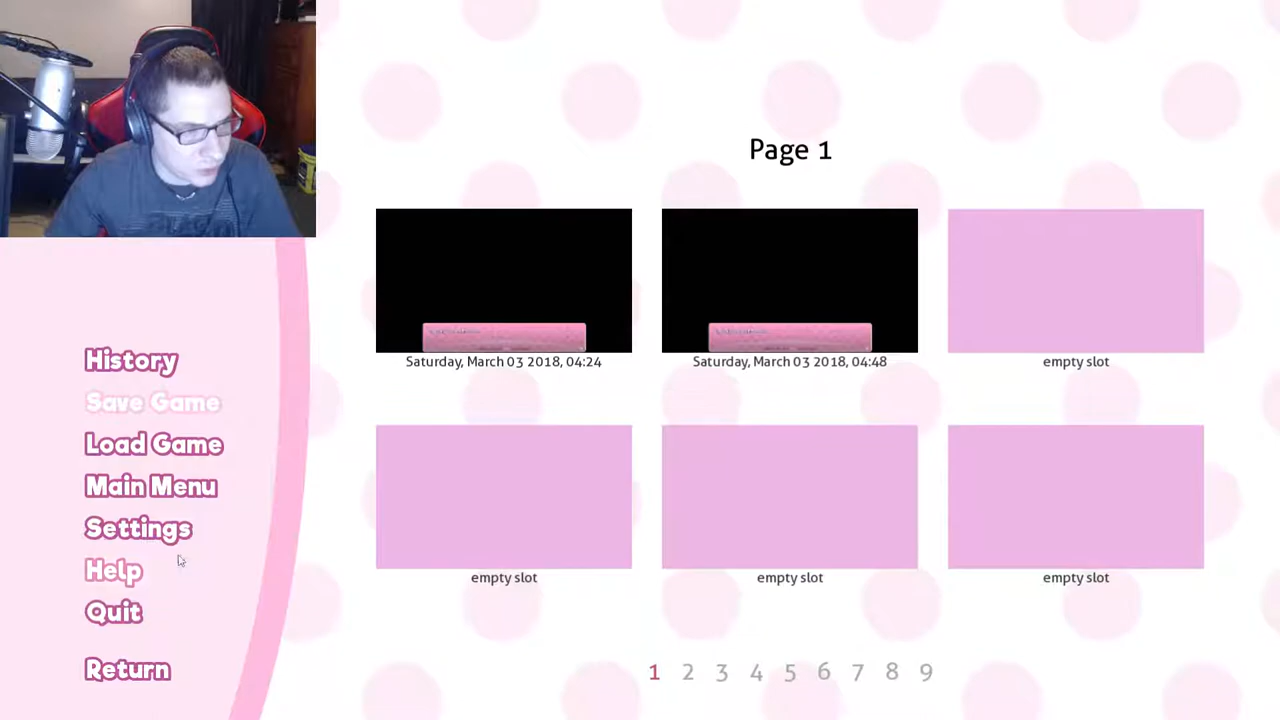 Page 1
Saturday, March 03 2018, 04:24
Saturday, March 03 2018, 04:48
empty slot
History
Save Game
Load Game
Main Menu
Settings
Help
Quit
Return
empty slot
empty slot
empty slot
1 2 3 4 5 6 7 8 9